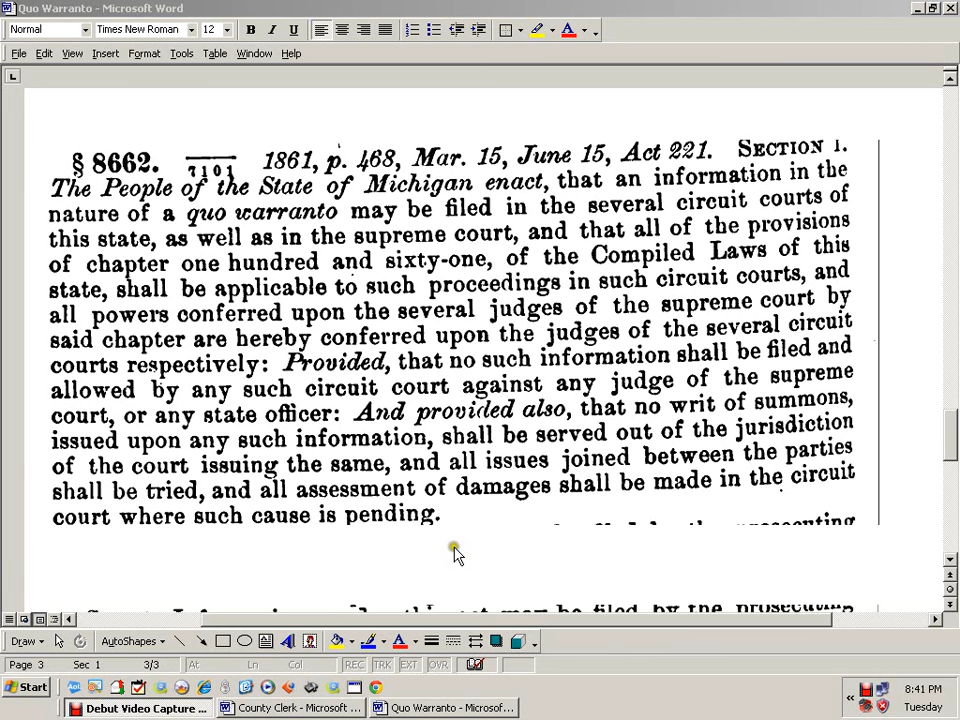 Quo Warranto - Microsoft Word
Normal Times New Roman 12 B I U A
File Edit View Insert Format Tools Table Window Help
L
§ 8662. 7101 1861, p. 468, Mar. 15, June 15, Act 221. SECTION 1.
The People of the State of Michigan enact, that an information in the
nature of a quo warranto may be filed in the several circuit courts of
this state, as well as in the supreme court, and that all of the provisions
of chapter one hundred and sixty-one, of the Compiled Laws of this
state, shall be applicable to such proceedings in such circuit courts, and
all powers conferred upon the several judges of the supreme court by
said chapter are hereby conferred upon the judges of the several circuit
courts respectively: Provided, that no such information shall be filed and
allowed by any such circuit court against any judge of the supreme
court, or any state officer: And provided also, that no writ of summons,
issued upon any such information, shall be served out of the jurisdiction
of the court issuing the same, and all issues joined between the parties
shall be tried, and all assessment of damages shall be made in the circuit
court where such cause is pending.
prosecuting
may be filed by the prosecuting
Draw AutoShapes A A
Page 3 Sec 1 3/3 At Ln Col REC TRK EXT OVR
Start 8:41 PM
Debut Video Capture ... County Clerk - Microsoft ... Quo Warranto - Microsof... Tuesday